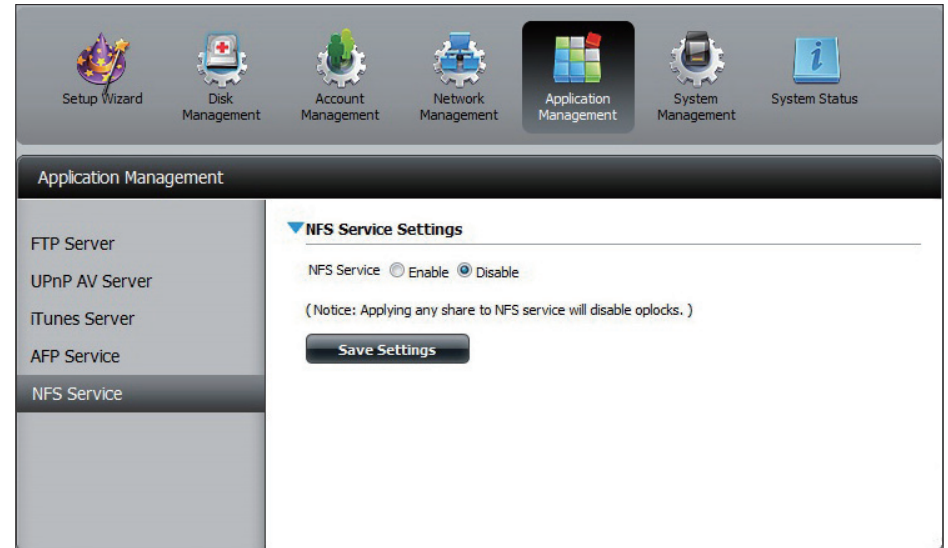 Setup Wizard
Disk
Management
Account
Management
Network
Management
Application
Management
System
Management
System Status
Application Management
FTP Server
UPnP AV Server
iTunes Server
AFP Service
NFS Service
NFS Service Settings
NFS Service Enable Disable
( Notice: Applying any share to NFS service will disable oplocks. )
Save Settings